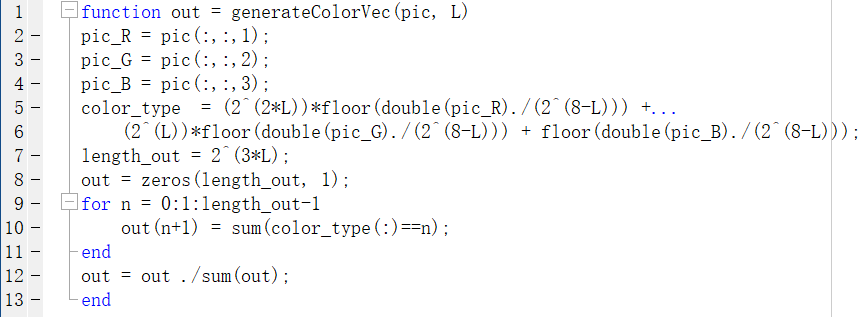 1 function out = generateColorVec(pic, L)
2 - pic_R = pic(:,:,1);
3 - pic_G = pic(:,:,2);
4 - pic_B = pic(:,:,3);
5 - color_type  = (2^(2*L))*floor(double(pic_R)./(2^(8-L))) +...
6 (2^(L))*floor(double(pic_G)./(2^(8-L))) + floor(double(pic_B)./(2^(8-L)));
7 - length_out = 2^(3*L);
8 - out = zeros(length_out, 1);
9 - for n = 0:1:length_out-1
10 - out(n+1) = sum(color_type(:)==n);
11 - end
12 - out = out ./sum(out);
13 - end